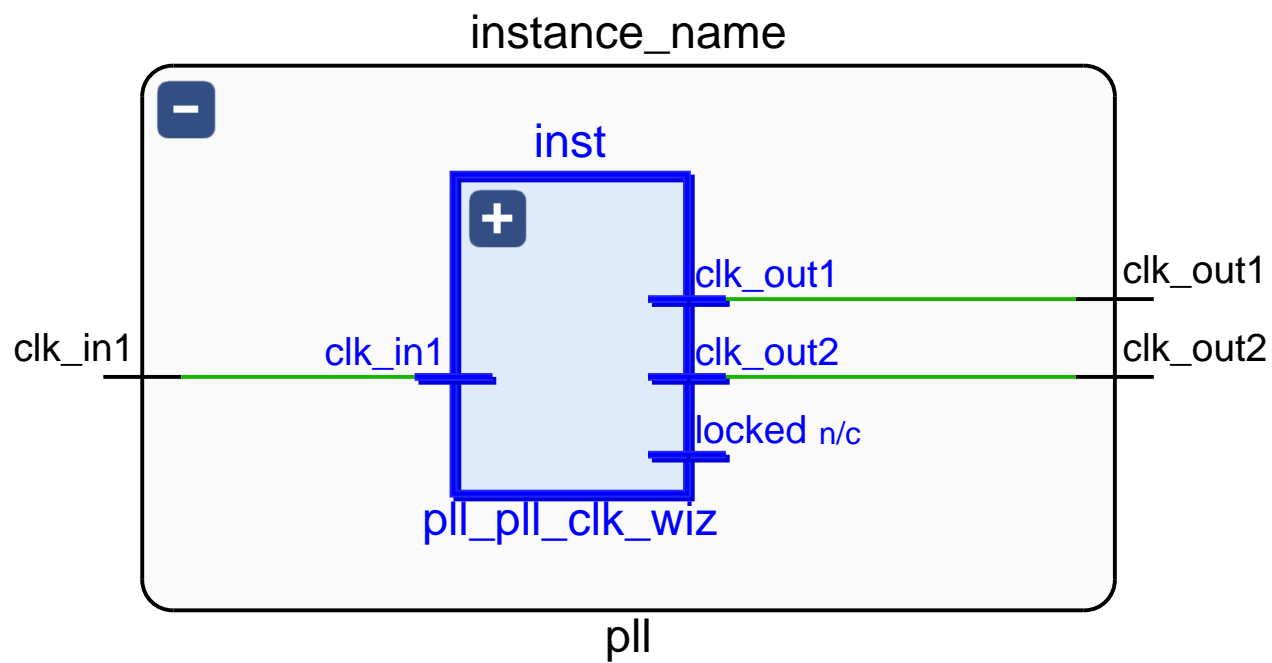 instance_name
inst
clk_out1
clk_out1
clk_in1
clk_in1
clk_out2
clk_out2
locked n/c
pll_pll_clk_wiz
pll